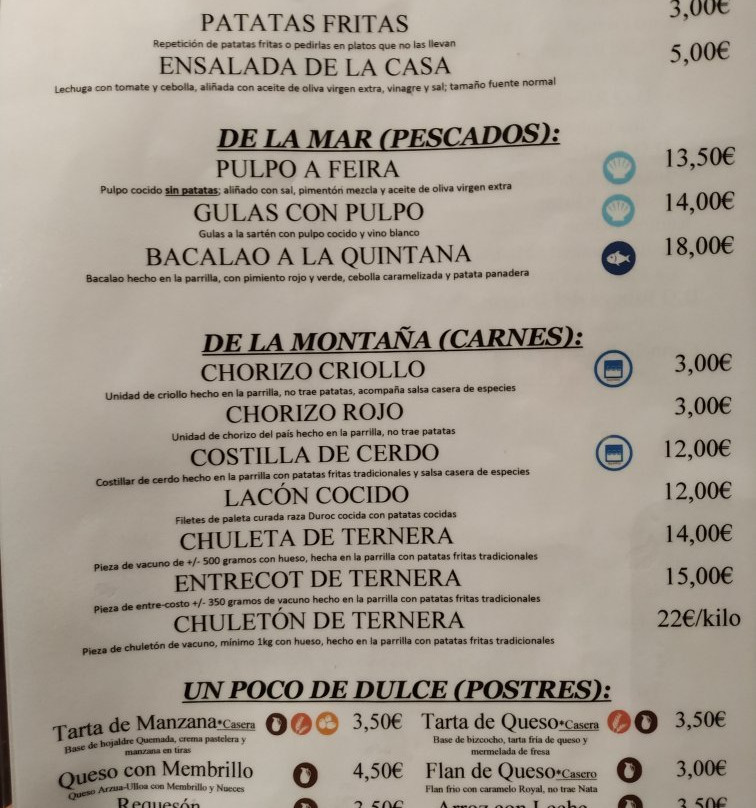 3,00€
PATATAS FRITAS
Repetición de patatas fritas o pedirlas en platos que no las llevan
ENSALADA DE LA CASA 5,00€
Lechuga con tomate y cebolla, aliñada con aceite de oliva virgen extra, vinagre y sal; tamaño fuente normal
DE LA MAR (PESCADOS):
PULPO A FEIRA 13,50€
Pulpo cocido sin patatas; aliñado con sal, pimentón mezcla y aceite de oliva virgen extra
GULAS CON PULPO 14,00€
Gulas a la sartén con pulpo cocido y vino blanco
BACALAO A LA QUINTANA 18,00€
Bacalao hecho en la parrilla, con pimiento rojo y verde, cebolla caramelizada y patata panadera
DE LA MONTAÑA (CARNES):
CHORIZO CRIOLLO 3,00€
Unidad de criollo hecho en la parrilla, no trae patatas, acompaña salsa casera de especies
CHORIZO ROJO 3,00€
Unidad de chorizo del país hecho en la parrilla, no trae patatas
COSTILLA DE CERDO 12,00€
Costillar de cerdo hecho en la parrilla con patatas fritas tradicionales y salsa casera de especies
LACÓN COCIDO 12,00€
Filetes de paleta curada raza Duroc cocida con patatas cocidas
CHULETA DE TERNERA 14,00€
Pieza de vacuno de +/- 500 gramos con hueso, hecha en la parrilla con patatas fritas tradicionales
ENTRECOT DE TERNERA 15,00€
Pieza de entre-costo +/- 350 gramos de vacuno hecho en la parrilla con patatas fritas tradicionales
CHULETÓN DE TERNERA 22€/kilo
Pieza de chuletón de vacuno, mínimo 1kg con hueso, hecho en la parrilla con patatas fritas tradicionales
UN POCO DE DULCE (POSTRES):
Tarta de Manzana*Casera 3,50€ Tarta de Queso*Casera 3,50€
Base de hojaldre Quemada, crema pastelera y Base de bizcocho, tarta fría de queso y
manzana en tiras mermelada de fresa
Queso con Membrillo 4,50€ Flan de Queso*Casero 3,00€
Queso Arzua-Ulloa con Membrillo y Nueces Flan frio con caramelo Royal, no trae Nata
Requesón 2,50€ Arroz con Leche 3,50€